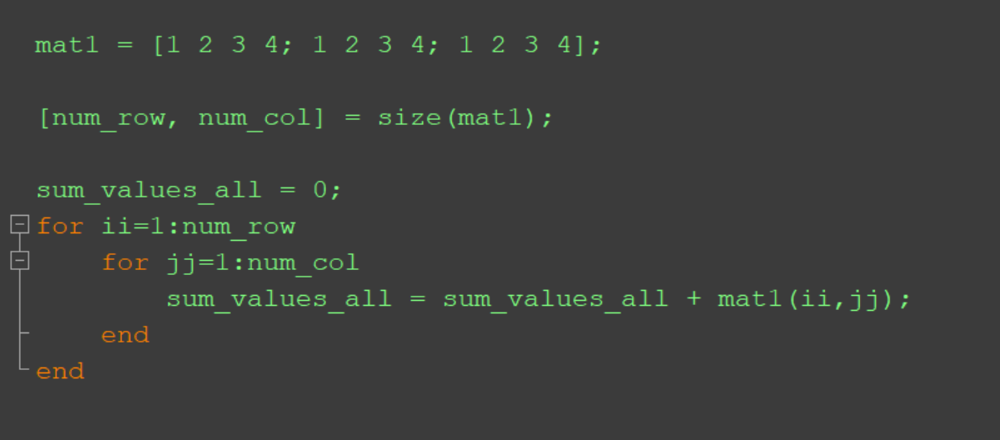 mat1 = [1 2 3 4; 1 2 3 4; 1 2 3 4];
[num_row, num_col] = size(mat1);
sum_values_all = 0;
for ii=1:num_row
    for jj=1:num_col
        sum_values_all = sum_values_all + mat1(ii,jj);
    end
end